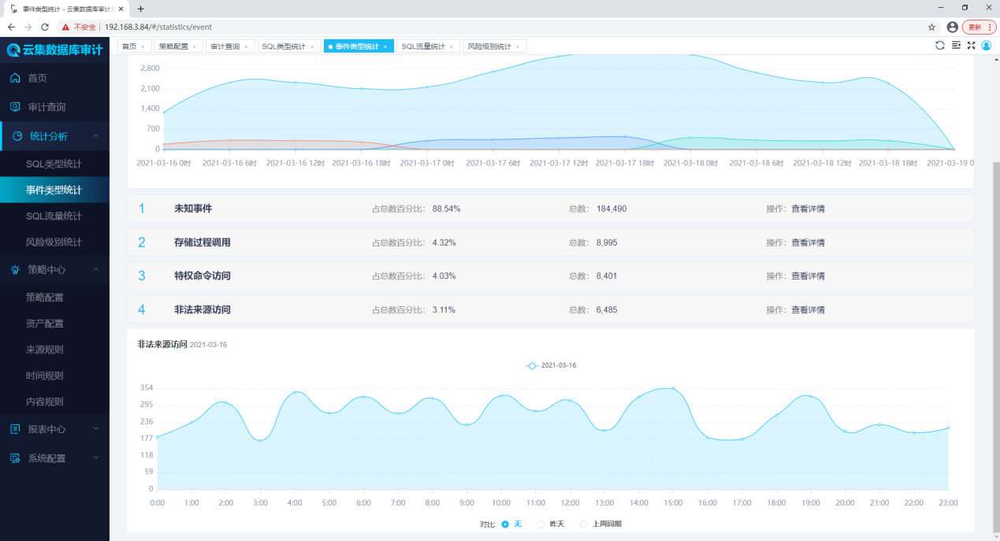 事件类型统计 - 云集数据库审计
不安全 192.168.3.84/#/statistics/event 更新
云集数据库审计
首页 策略配置 审计查询 SQL类型统计 事件类型统计 SQL流量统计 风险级别统计
首页
审计查询
统计分析
SQL类型统计
事件类型统计
SQL流量统计
风险级别统计
策略中心
策略配置
资产配置
来源规则
时间规则
内容规则
报表中心
系统配置
2,800
2,100
1,400
700
0
2021-03-16 0时 2021-03-16 6时 2021-03-16 12时 2021-03-16 18时 2021-03-17 0时 2021-03-17 6时 2021-03-17 12时 2021-03-17 18时 2021-03-18 0时 2021-03-18 6时 2021-03-18 12时 2021-03-18 18时 2021-03-19 0
1 未知事件 占总数百分比: 88.54% 总数: 184,490 操作: 查看详情
2 存储过程调用 占总数百分比: 4.32% 总数: 8,995 操作: 查看详情
3 特权命令访问 占总数百分比: 4.03% 总数: 8,401 操作: 查看详情
4 非法来源访问 占总数百分比: 3.11% 总数: 6,485 操作: 查看详情
非法来源访问 2021-03-16
2021-03-16
354
295
236
177
118
59
0
0:00 1:00 2:00 3:00 4:00 5:00 6:00 7:00 8:00 9:00 10:00 11:00 12:00 13:00 14:00 15:00 16:00 17:00 18:00 19:00 20:00 21:00 22:00 23:00
对比: 无 昨天 上周同期